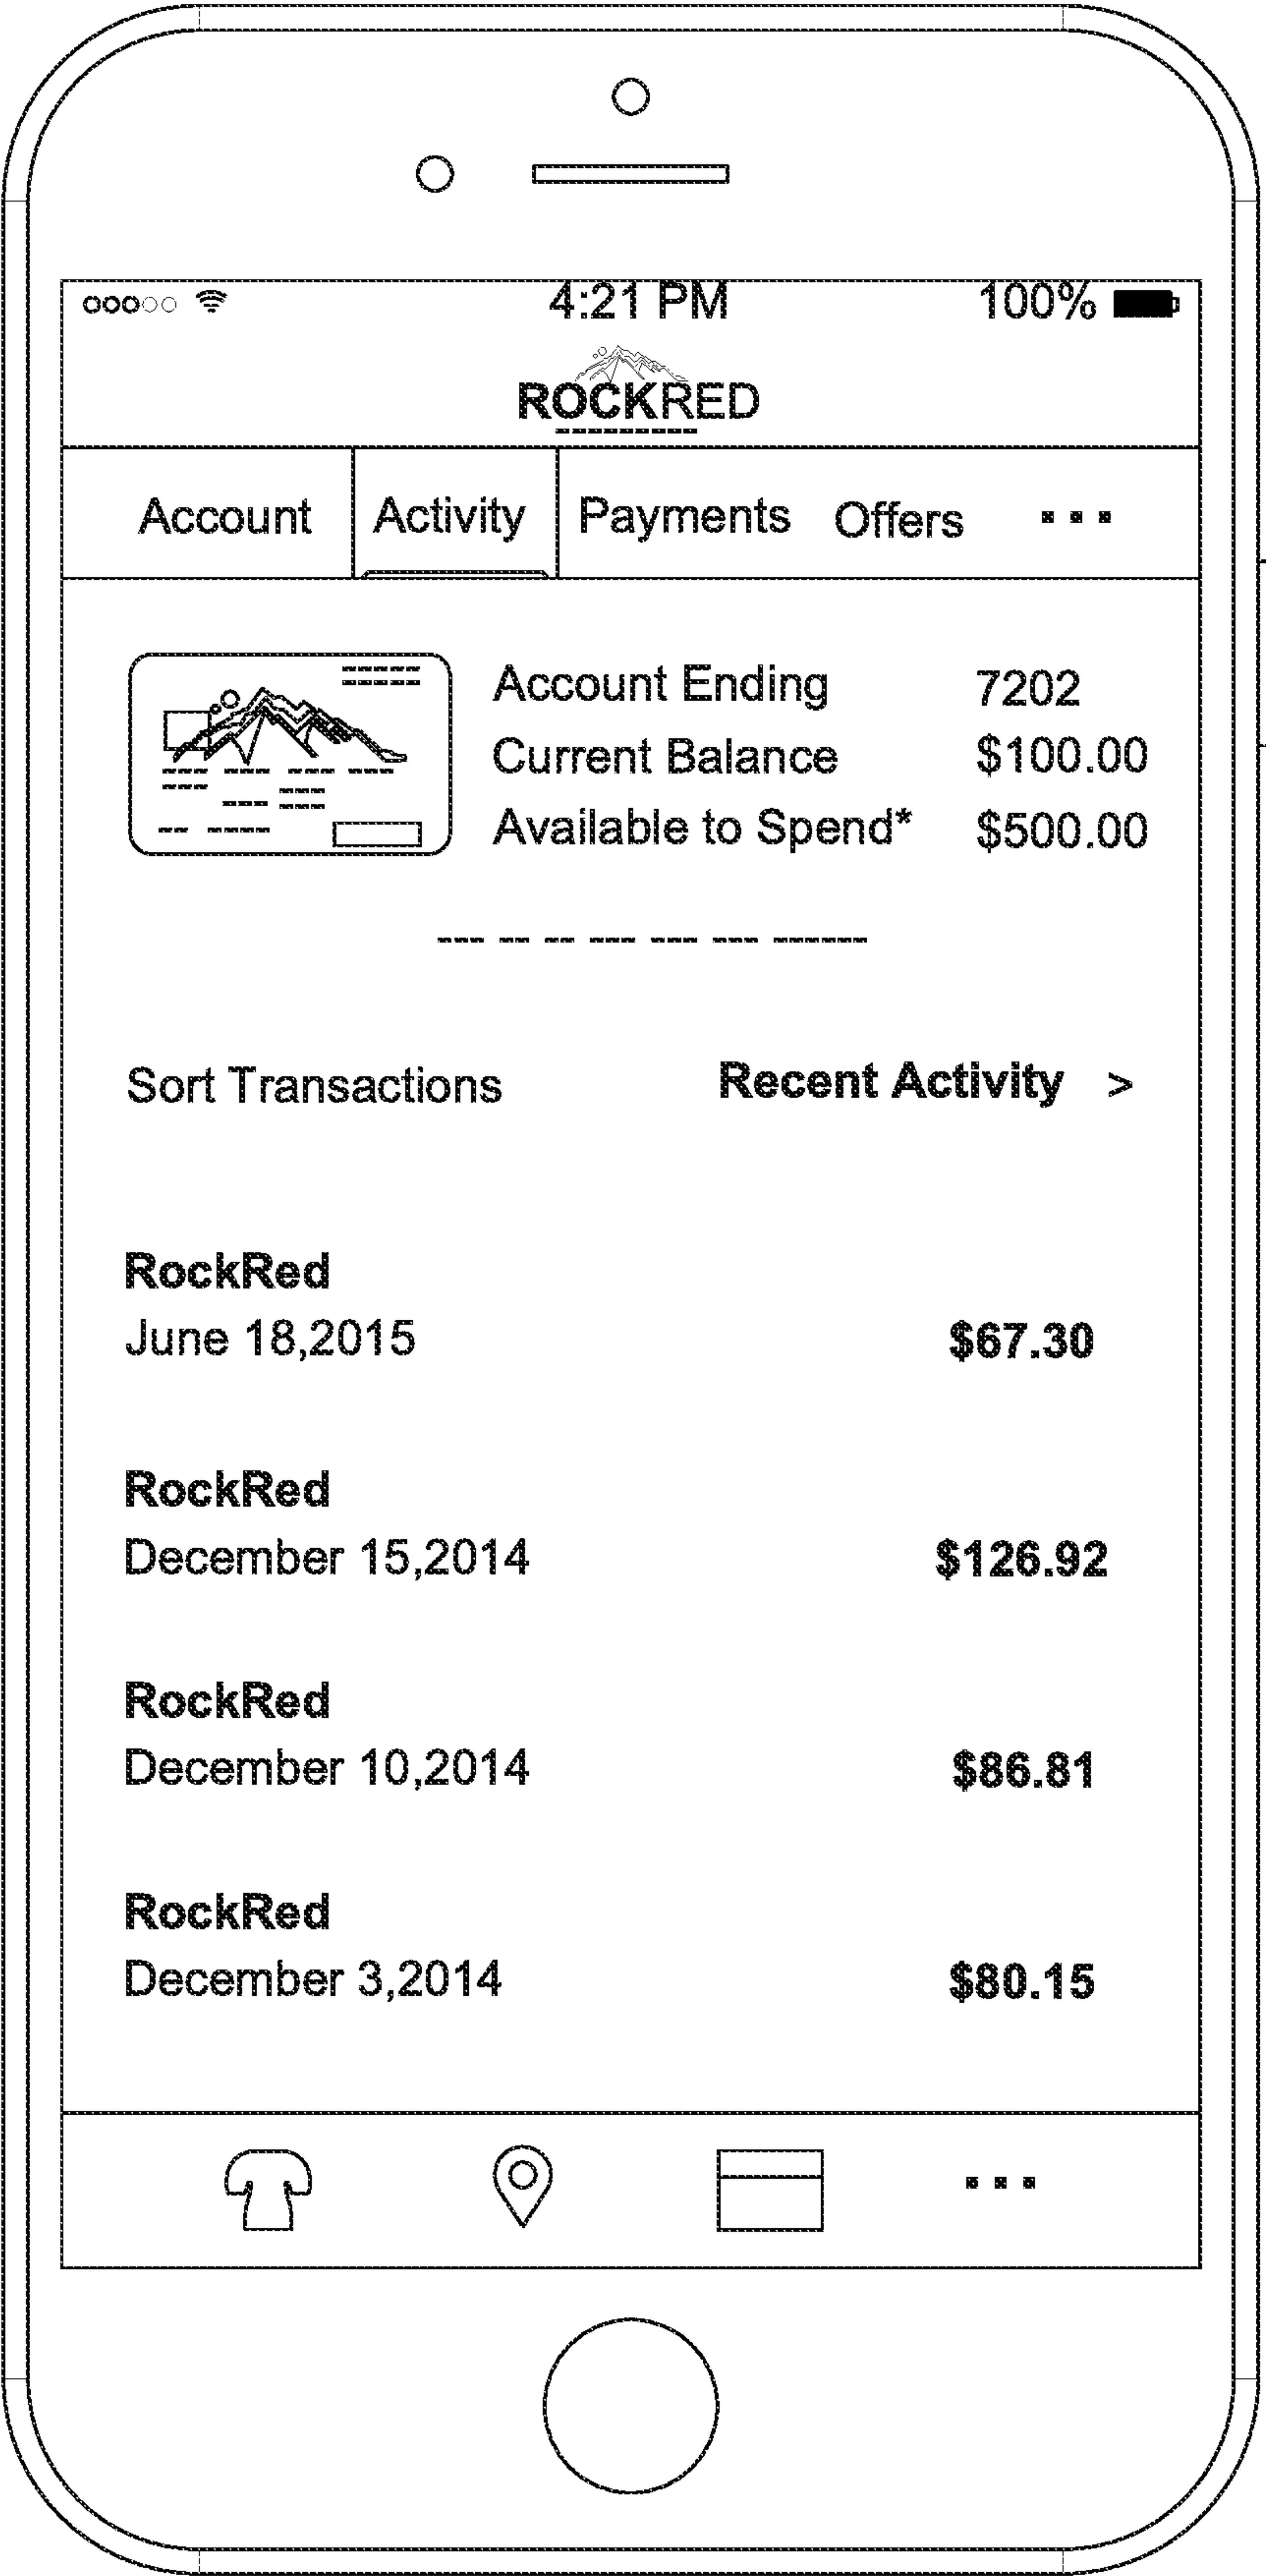 4:21 PM 100%
ROCKRED
Account Activity Payments Offers ...
Account Ending 7202
Current Balance $100.00
Available to Spend* $500.00
Sort Transactions Recent Activity >
RockRed
June 18,2015 $67.30
RockRed
December 15,2014 $126.92
RockRed
December 10,2014 $86.81
RockRed
December 3,2014 $80.15
...